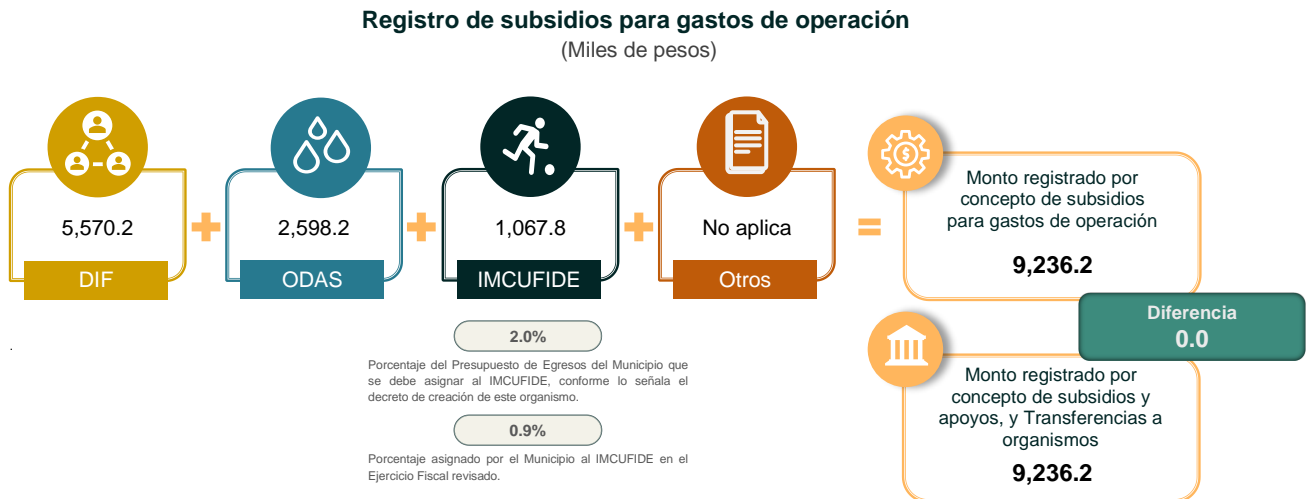 Registro de subsidios para gastos de operación
(Miles de pesos)
5,570.2
DIF
2,598.2
ODAS
1,067.8
IMCUFIDE
No aplica
Otros
Monto registrado por
concepto de subsidios
para gastos de operación
9,236.2
Diferencia
0.0
Monto registrado por
concepto de subsidios y
apoyos, y Transferencias a
organismos
9,236.2
2.0%
Porcentaje del Presupuesto de Egresos del Municipio que
se debe asignar al IMCUFIDE, conforme lo señala el
decreto de creación de este organismo.
0.9%
Porcentaje asignado por el Municipio al IMCUFIDE en el
Ejercicio Fiscal revisado.
.